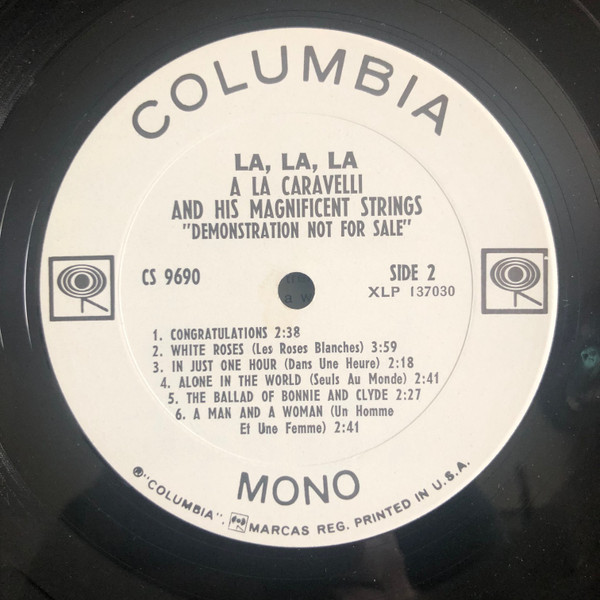 COLUMBIA
LA, LA, LA
A LA CARAVELLI
AND HIS MAGNIFICENT STRINGS
"DEMONSTRATION NOT FOR SALE"
CS 9690
SIDE 2
XLP 137030
1. CONGRATULATIONS 2:38
2. WHITE ROSES (Les Roses Blanches) 3:59
3. IN JUST ONE HOUR (Dans Une Heure) 2:18
4. ALONE IN THE WORLD (Seuls Au Monde) 2:41
5. THE BALLAD OF BONNIE AND CLYDE 2:27
6. A MAN AND A WOMAN (Un Homme
Et Une Femme) 2:41
MONO
®"COLUMBIA", MARCAS REG. PRINTED IN U.S.A.